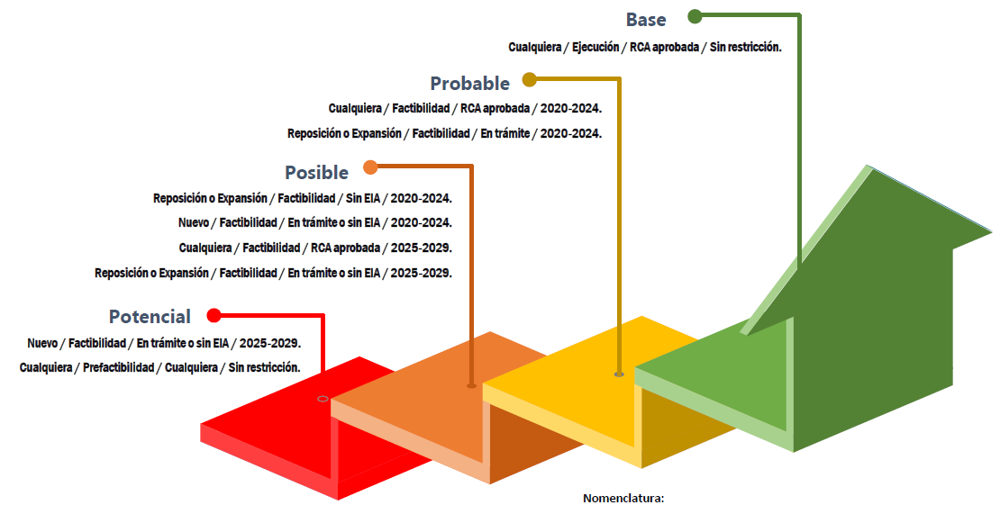 Base
Cualquiera / Ejecución / RCA aprobada / Sin restricción.
Probable
Cualquiera / Factibilidad / RCA aprobada / 2020-2024.
Reposición o Expansión / Factibilidad / En trámite / 2020-2024.
Posible
Reposición o Expansión / Factibilidad / Sin EIA / 2020-2024.
Nuevo / Factibilidad / En trámite o sin EIA / 2020-2024.
Cualquiera / Factibilidad / RCA aprobada / 2025-2029.
Reposición o Expansión / Factibilidad / En trámite o sin EIA / 2025-2029.
Potencial
Nuevo / Factibilidad / En trámite o sin EIA / 2025-2029.
Cualquiera / Prefactibilidad / Cualquiera / Sin restricción.
Nomenclatura: